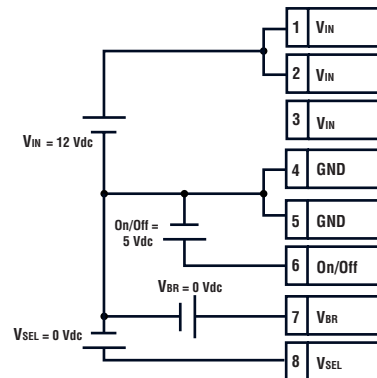 1 VIN
2 VIN
3 VIN
VIN = 12 Vdc
4 GND
5 GND
On/Off =
5 Vdc
6 On/Off
VBR = 0 Vdc
7 VBR
VSEL = 0 Vdc
8 VSEL